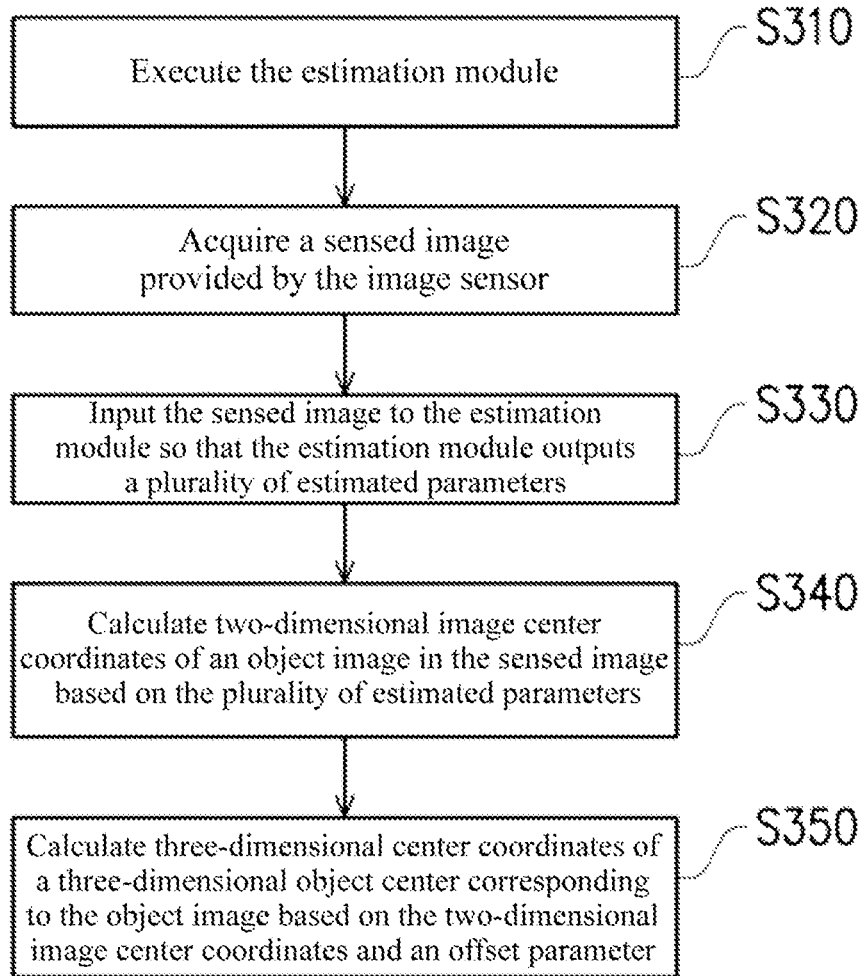 Execute the estimation module
S310
Acquire a sensed image
provided by the image sensor
S320
Input the sensed image to the estimation
module so that the estimation module outputs
a plurality of estimated parameters
S330
Calculate two-dimensional image center
coordinates of an object image in the sensed image
based on the plurality of estimated parameters
S340
Calculate three-dimensional center coordinates of
a three-dimensional object center corresponding
to the object image based on the two-dimensional
image center coordinates and an offset parameter
S350